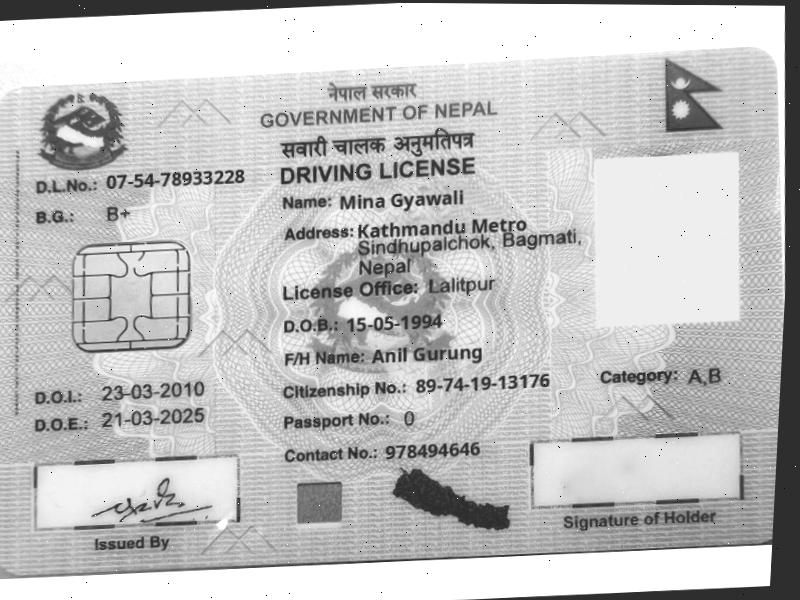 नेपाल सरकार
GOVERNMENT OF NEPAL
सवारी चालक अनुमतिपत्र
DRIVING LICENSE
D.L.No.: 07-54-78933228
B.G.: B+
Name: Mina Gyawali
Address: Kathmandu Metro
Sindhupalchok, Bagmati,
Nepal
License Office: Lalitpur
D.O.B.: 15-05-1994
F/H Name: Anil Gurung
Citizenship No.: 89-74-19-13176
Category: A,B
D.O.I.: 23-03-2010
D.O.E.: 21-03-2025
Passport No.: 0
Contact No.: 978494646
Issued By
Signature of Holder